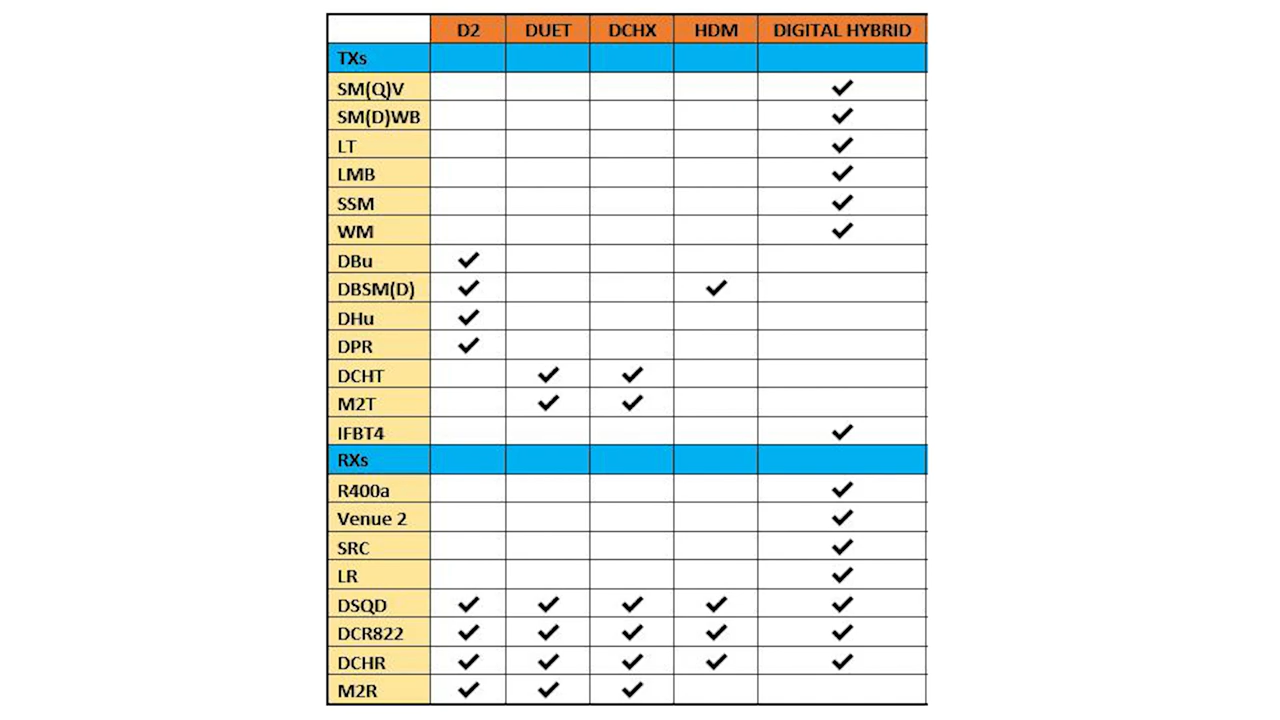 D2 DUET DCHX HDM DIGITAL HYBRID
TXs
SM(Q)V ✔
SM(D)WB ✔
LT ✔
LMB ✔
SSM ✔
WM ✔
DBu ✔
DBSM(D) ✔ ✔
DHu ✔
DPR ✔
DCHT ✔ ✔
M2T ✔ ✔
IFBT4 ✔
RXs
R400a ✔
Venue 2 ✔
SRC ✔
LR ✔
DSQD ✔ ✔ ✔ ✔ ✔
DCR822 ✔ ✔ ✔ ✔ ✔
DCHR ✔ ✔ ✔ ✔ ✔
M2R ✔ ✔ ✔